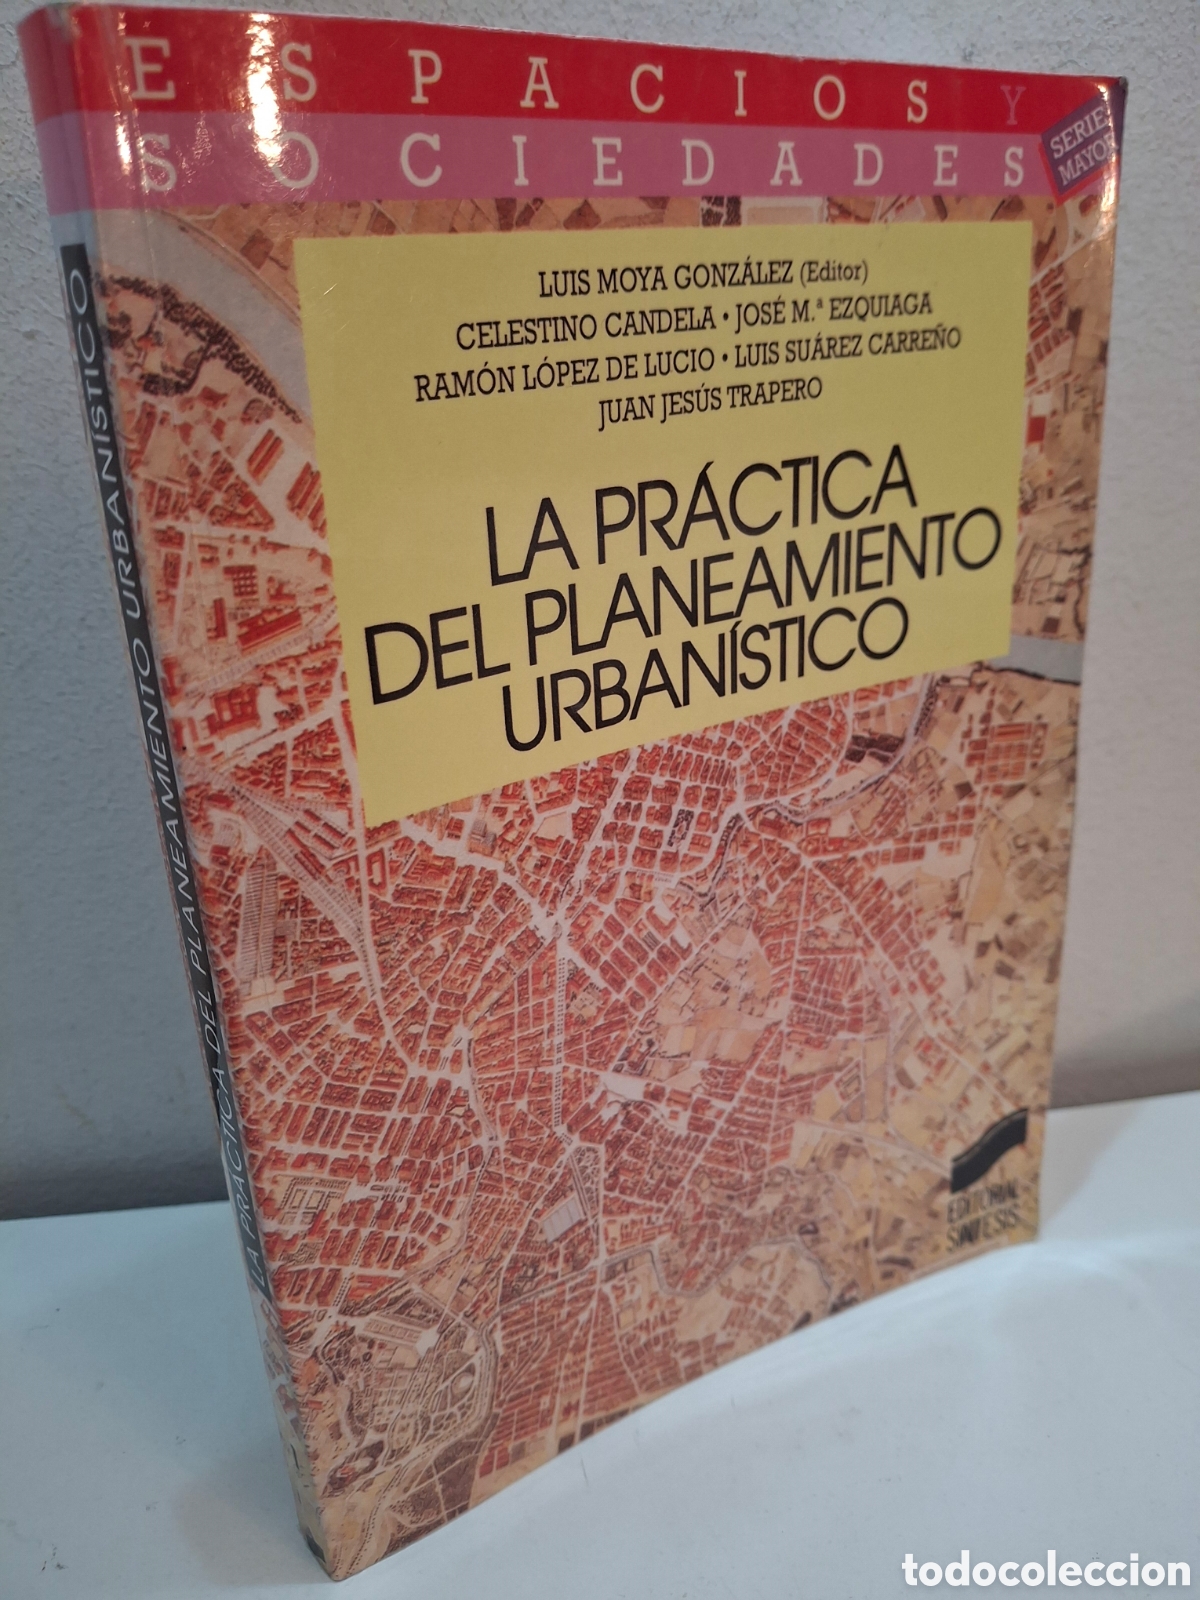 ESPACIOS Y
SOCIEDADES
SERIE
MAYOR
LUIS MOYA GONZÁLEZ (Editor)
CELESTINO CANDELA • JOSÉ M.ª EZQUIAGA
RAMÓN LÓPEZ DE LUCIO • LUIS SUÁREZ CARREÑO
JUAN JESÚS TRAPERO
LA PRÁCTICA
DEL PLANEAMIENTO
URBANÍSTICO
EDITORIAL
SINTESIS
LA PRÁCTICA DEL PLANEAMIENTO URBANÍSTICO
todocoleccion